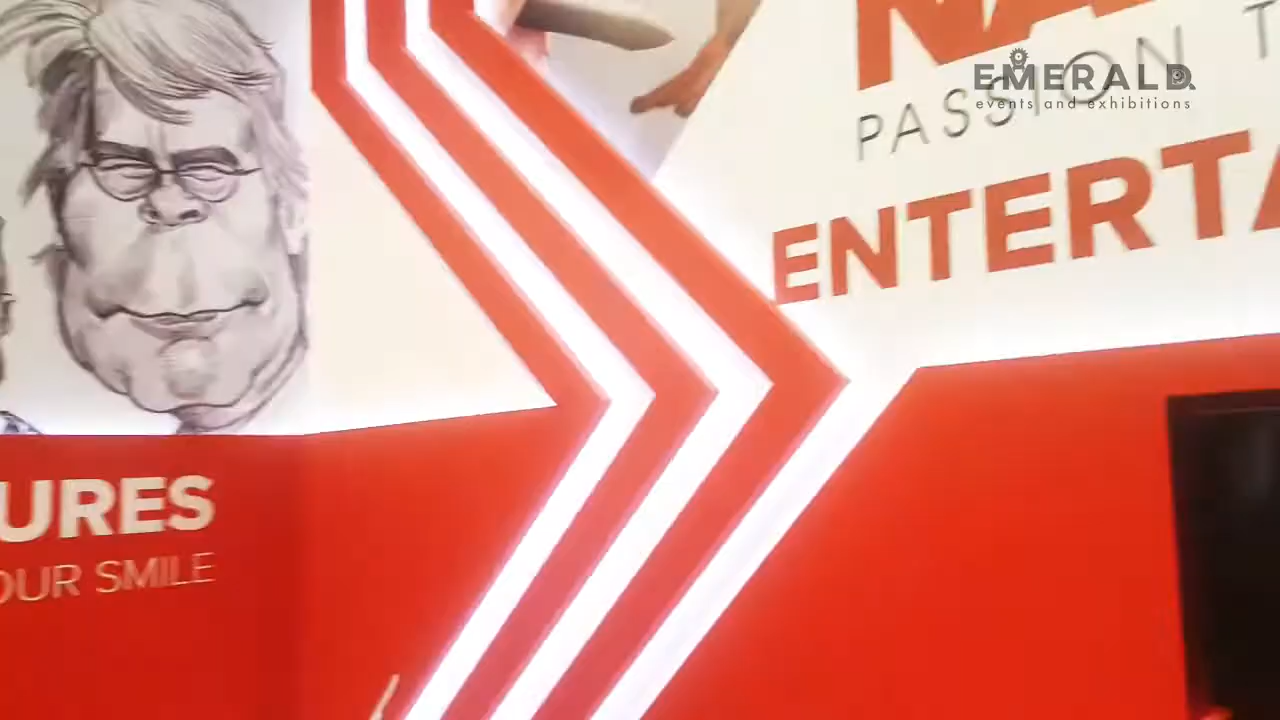 PASSION T
EMERALD
events and exhibitions
ENTERTA
URES
OUR SMILE